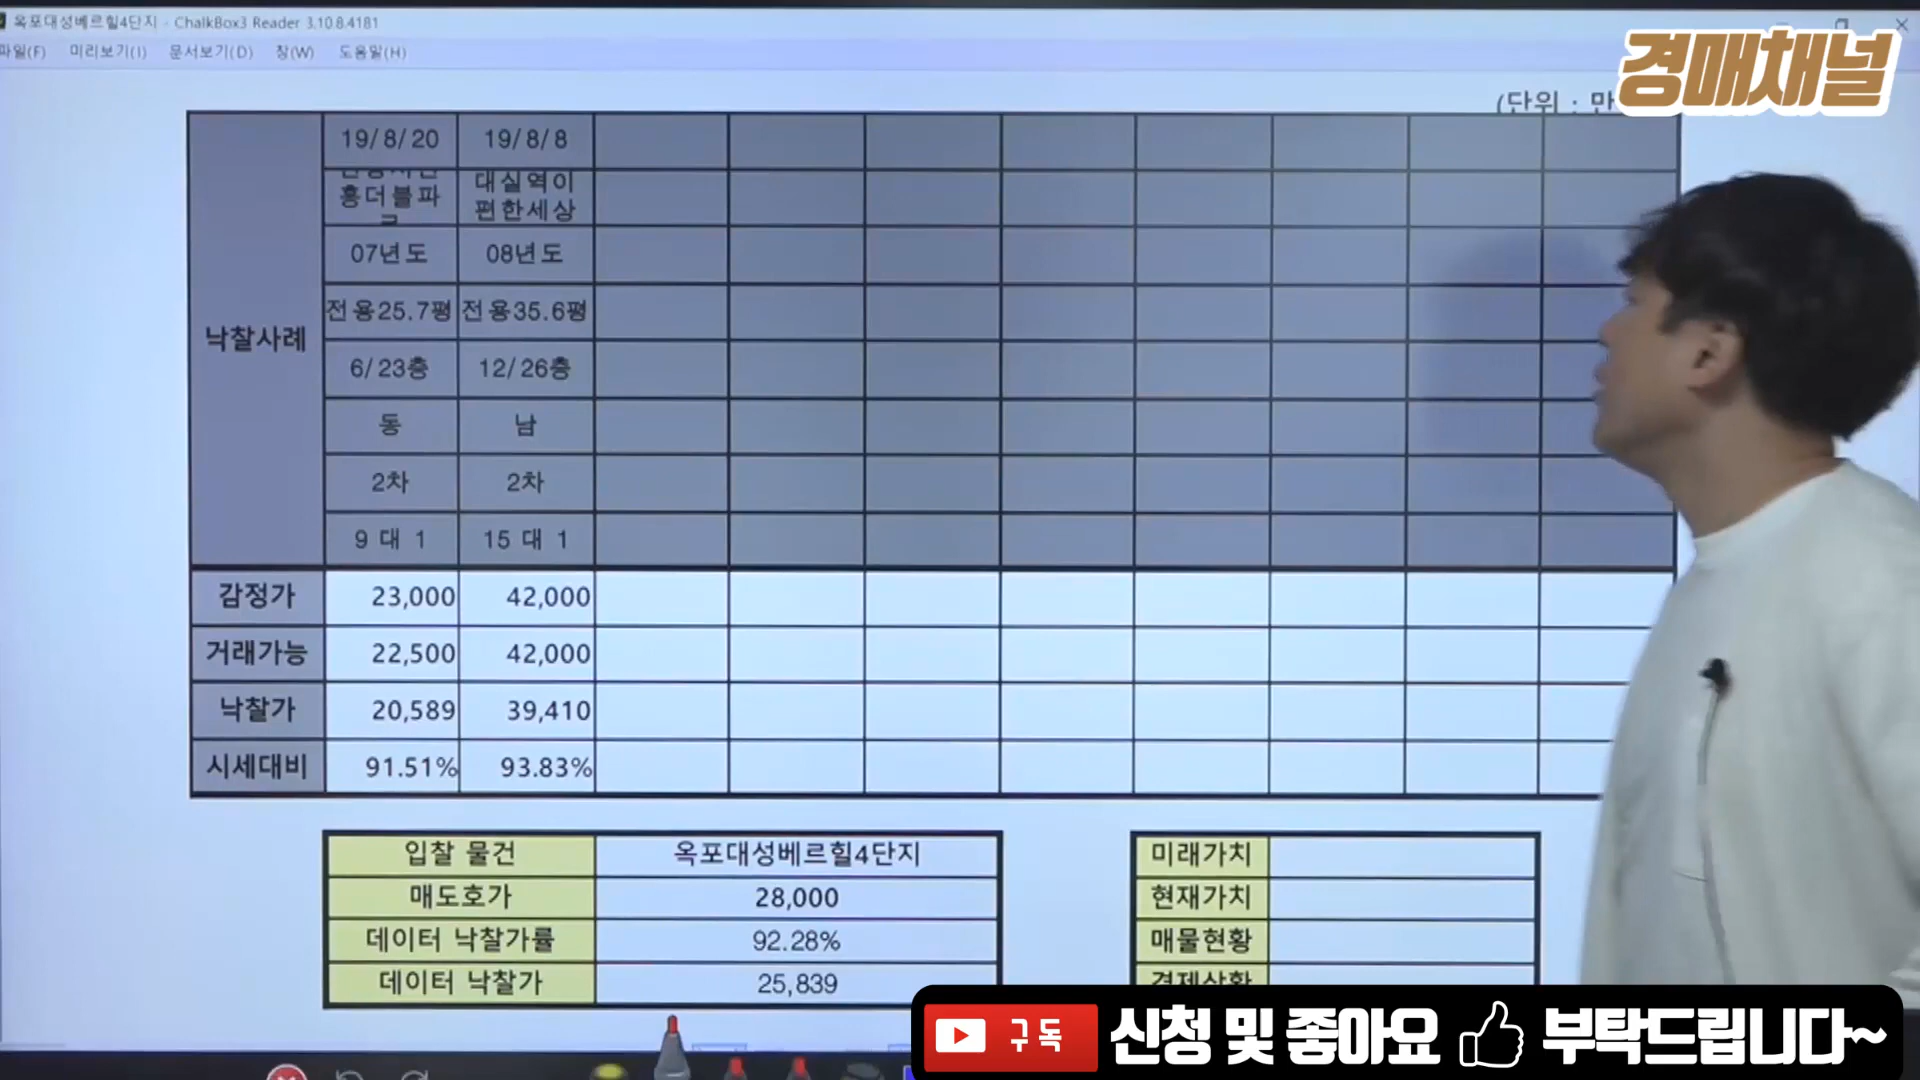 옥포대성베르힐4단지 - ChalkBox3 Reader 3.10.8.4181
파일(F) 미리보기(I) 문서보기(D) 창(W) 도움말(H)
경매채널
(단위 : 만
낙찰사례
19/8/20 19/8/8
흥더블파 대실역이
크 편한세상
07년도 08년도
전용25.7평 전용35.6평
6/23층 12/26층
동 남
2차 2차
9 대 1 15 대 1
감정가 23,000 42,000
거래가능 22,500 42,000
낙찰가 20,589 39,410
시세대비 91.51% 93.83%
입찰 물건 옥포대성베르힐4단지
매도호가 28,000
데이터 낙찰가률 92.28%
데이터 낙찰가 25,839
미래가치
현재가치
매물현황
경제상황
구독 신청 및 좋아요 부탁드립니다~